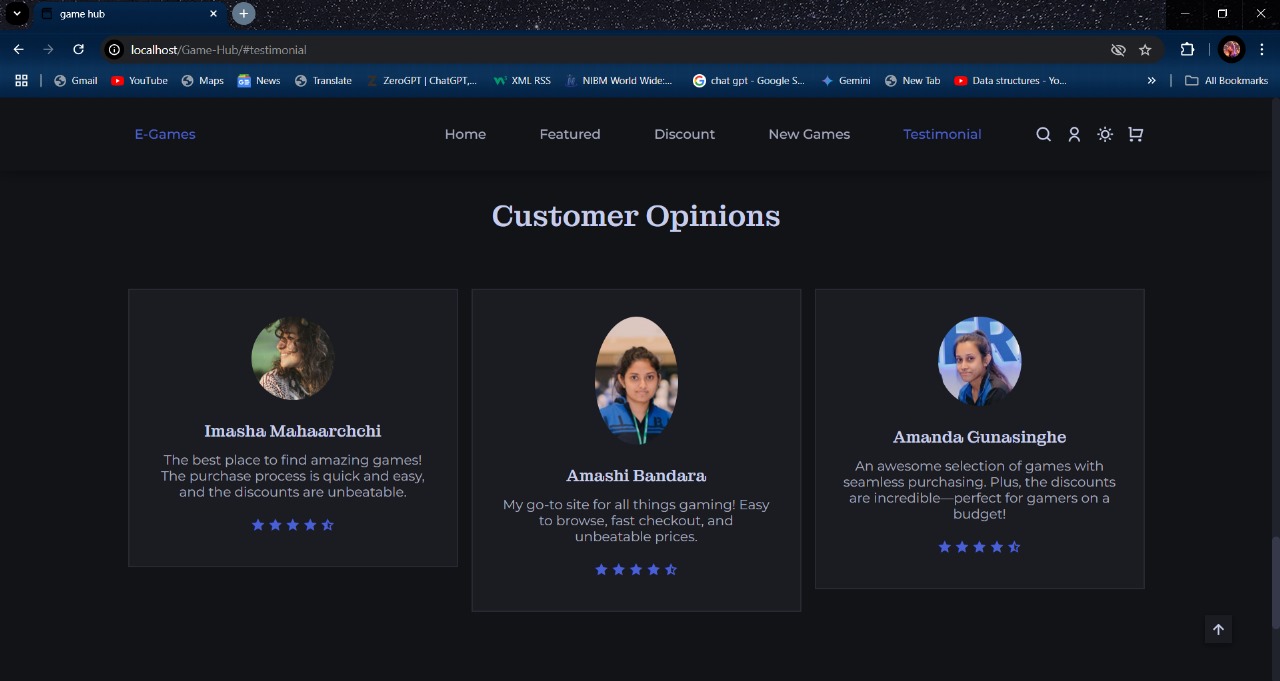 game hub
localhost/Game-Hub/#testimonial
Gmail YouTube Maps News Translate ZeroGPT | ChatGPT,... XML RSS NIBM World Wide:... chat gpt - Google S... Gemini New Tab Data structures - Yo... » All Bookmarks
E-Games Home Featured Discount New Games Testimonial
Customer Opinions
Imasha Mahaarchchi
The best place to find amazing games!
The purchase process is quick and easy,
and the discounts are unbeatable.
Amashi Bandara
My go-to site for all things gaming! Easy
to browse, fast checkout, and
unbeatable prices.
Amanda Gunasinghe
An awesome selection of games with
seamless purchasing. Plus, the discounts
are incredible—perfect for gamers on a
budget!